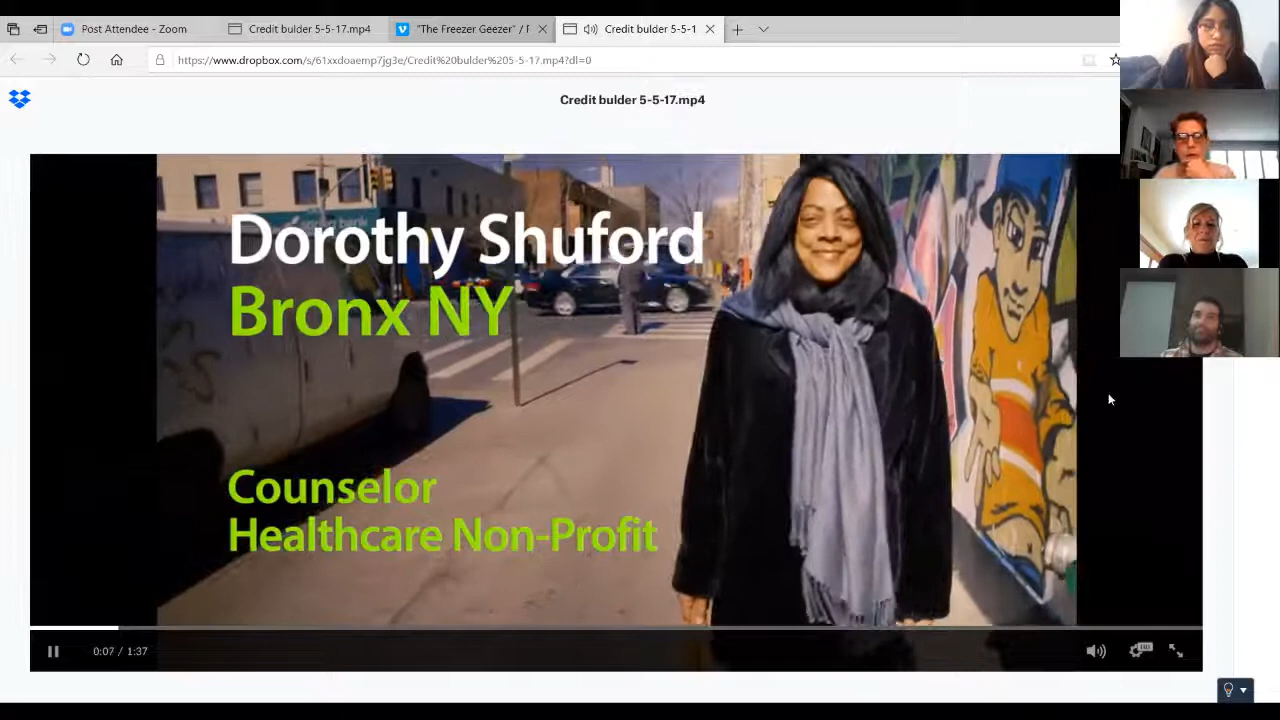 Post Attendee - Zoom
Credit bulder 5-5-17.mp4
"The Freezer Geezer" / F
Credit bulder 5-5-1
https://www.dropbox.com/s/61xxdoaemp7jg3e/Credit%20bulder%205-5-17.mp4?dl=0
Credit bulder 5-5-17.mp4
Dorothy Shuford
Bronx NY
Counselor
Healthcare Non-Profit
0:07 / 1:37